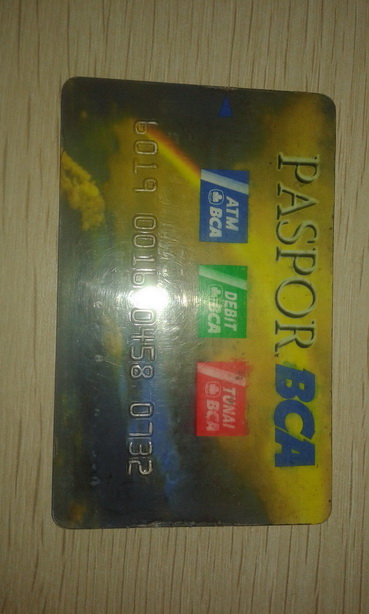 PASPOR BCA
ATM BCA
DEBIT BCA
TUNAI BCA
6019 0016 0458 0732